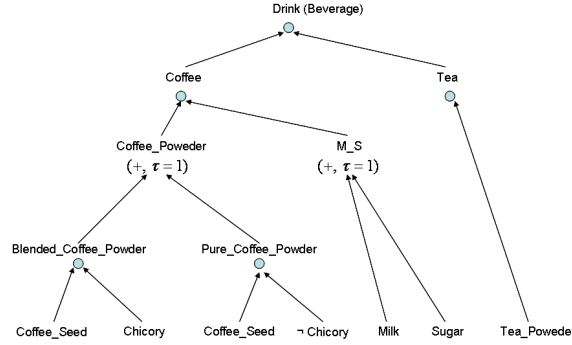 Drink (Beverage)
Coffee Tea
Coffee_Poweder M_S
(+, τ = 1) (+, τ = 1)
Blended_Coffee_Powder Pure_Coffee_Powder
Coffee_Seed Chicory Coffee_Seed ¬ Chicory Milk Sugar Tea_Powede